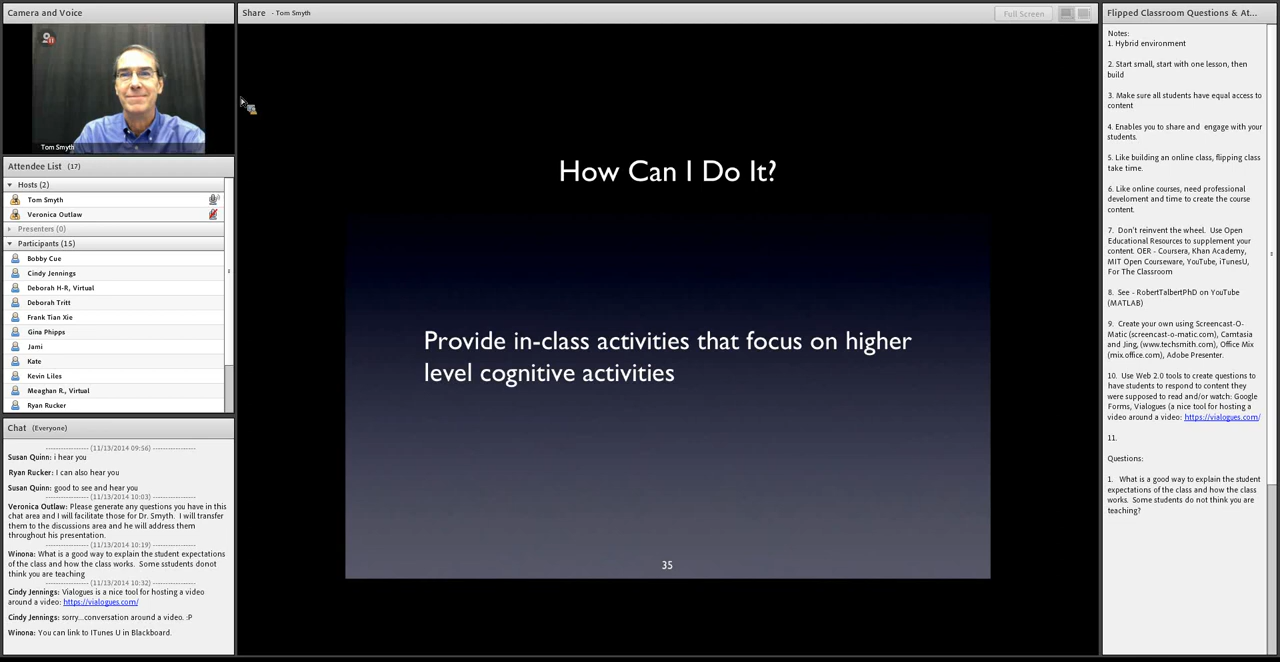 Camera and Voice
Tom Smyth
Attendee List (17)
Hosts (2)
Tom Smyth
Veronica Outlaw
Presenters (0)
Participants (15)
Bobby Cue
Cindy Jennings
Deborah H-R, Virtual
Deborah Tritt
Frank Tian Xie
Gina Phipps
Jami
Kate
Kevin Liles
Meaghan R., Virtual
Ryan Rucker
Chat (Everyone)
---------------- (11/13/2014 09:56) ----------------
Susan Quinn: i hear you
Ryan Rucker: I can also hear you
Susan Quinn: good to see and hear you
---------------- (11/13/2014 10:03) ----------------
Veronica Outlaw: Please generate any questions you have in this
chat area and I will facilitate those for Dr. Smyth. I will transfer
them to the discussions area and he will address them
throughout his presentation.
---------------- (11/13/2014 10:19) ----------------
Winona: What is a good way to explain the student expectations
of the class and how the class works. Some sstudents donot
think you are teaching
---------------- (11/13/2014 10:32) ----------------
Cindy Jennings: Vialogues is a nice tool for hosting a video
around a video: https://vialogues.com/
Cindy Jennings: sorry...conversation around a video. :P
Winona: You can link to ITunes U in Blackboard.
Share - Tom Smyth
Full Screen
How Can I Do It?
Provide in-class activities that focus on higher
level cognitive activities
35
Flipped Classroom Questions & At...
Notes:
1. Hybrid environment
2. Start small, start with one lesson, then
build
3. Make sure all students have equal access to
content
4. Enables you to share and engage with your
students.
5. Like building an online class, flipping class
take time.
6. Like online courses, need professional
develoment and time to create the course
content.
7. Don't reinvent the wheel. Use Open
Educational Resources to supplement your
content. OER - Coursera, Khan Academy,
MIT Open Courseware, YouTube, iTunesU,
For The Classroom
8. See - RobertTalbertPhD on YouTube
(MATLAB)
9. Create your own using Screencast-O-
Matic (screencast-o-matic.com), Camtasia
and Jing, (www.techsmith.com), Office Mix
(mix.office.com), Adobe Presenter.
10. Use Web 2.0 tools to create questions to
have students to respond to content they
were supposed to read and/or watch: Google
Forms, Vialogues (a nice tool for hosting a
video around a video: https://vialogues.com/
11.
Questions:
1. What is a good way to explain the student
expectations of the class and how the class
works. Some students do not think you are
teaching?